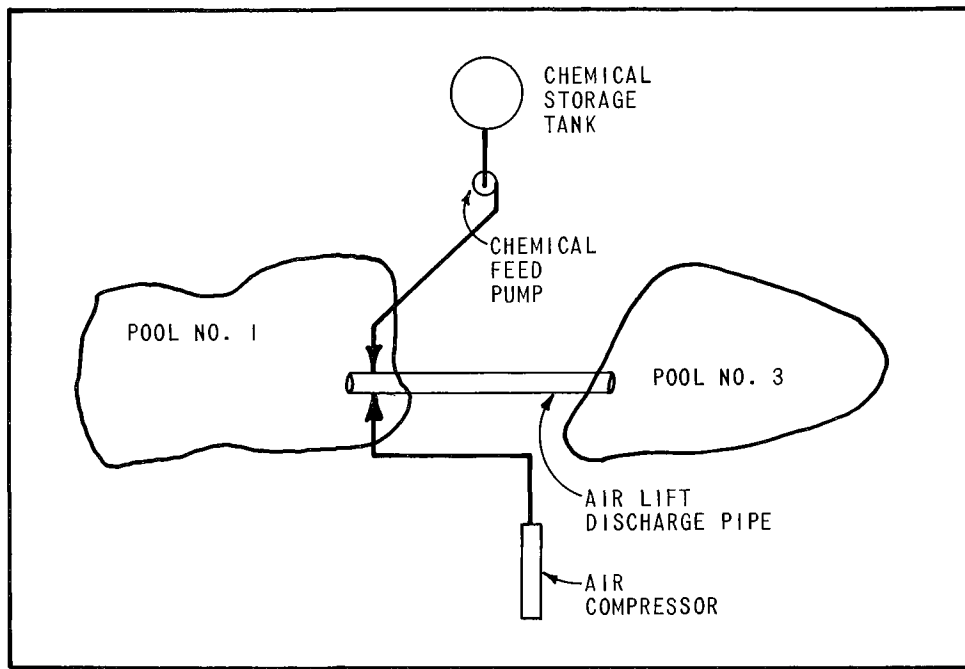 CHEMICAL
STORAGE
TANK
CHEMICAL
FEED
PUMP
POOL NO. 1
POOL NO. 3
AIR LIFT
DISCHARGE PIPE
AIR
COMPRESSOR